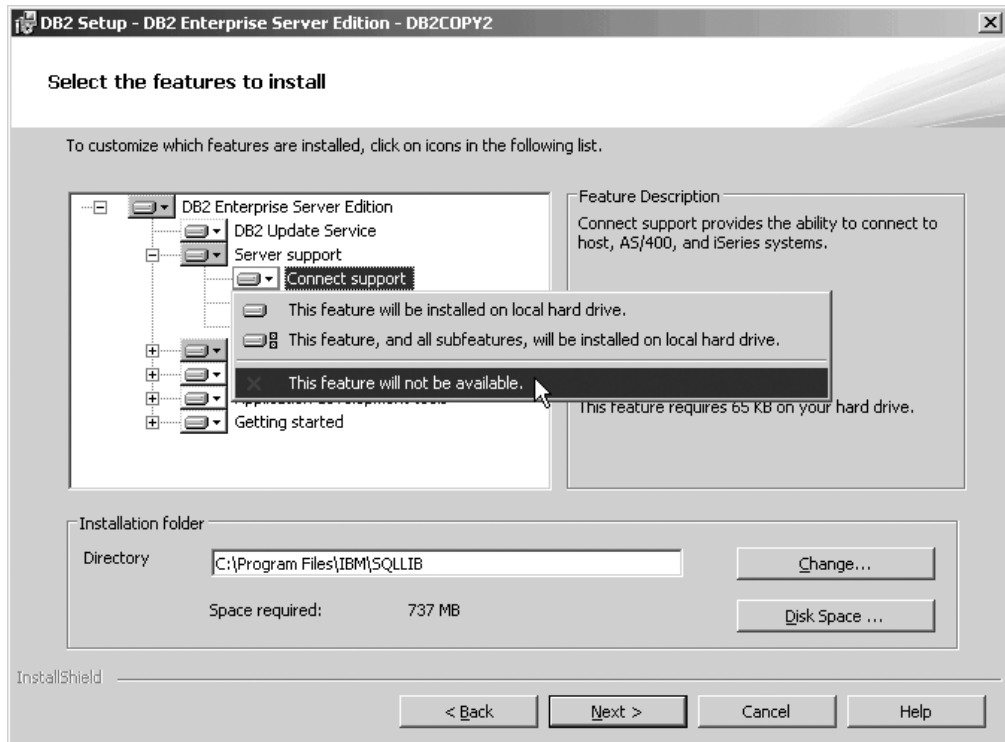 DB2 Setup - DB2 Enterprise Server Edition - DB2COPY2
Select the features to install
To customize which features are installed, click on icons in the following list.
DB2 Enterprise Server Edition
DB2 Update Service
Server support
Connect support
This feature will be installed on local hard drive.
This feature, and all subfeatures, will be installed on local hard drive.
This feature will not be available.
Getting started
Feature Description
Connect support provides the ability to connect to
host, AS/400, and iSeries systems.
This feature requires 65 KB on your hard drive.
Installation folder
Directory
C:\Program Files\IBM\SQLLIB
Change...
Space required:
737 MB
Disk Space ...
InstallShield
< Back
Next >
Cancel
Help